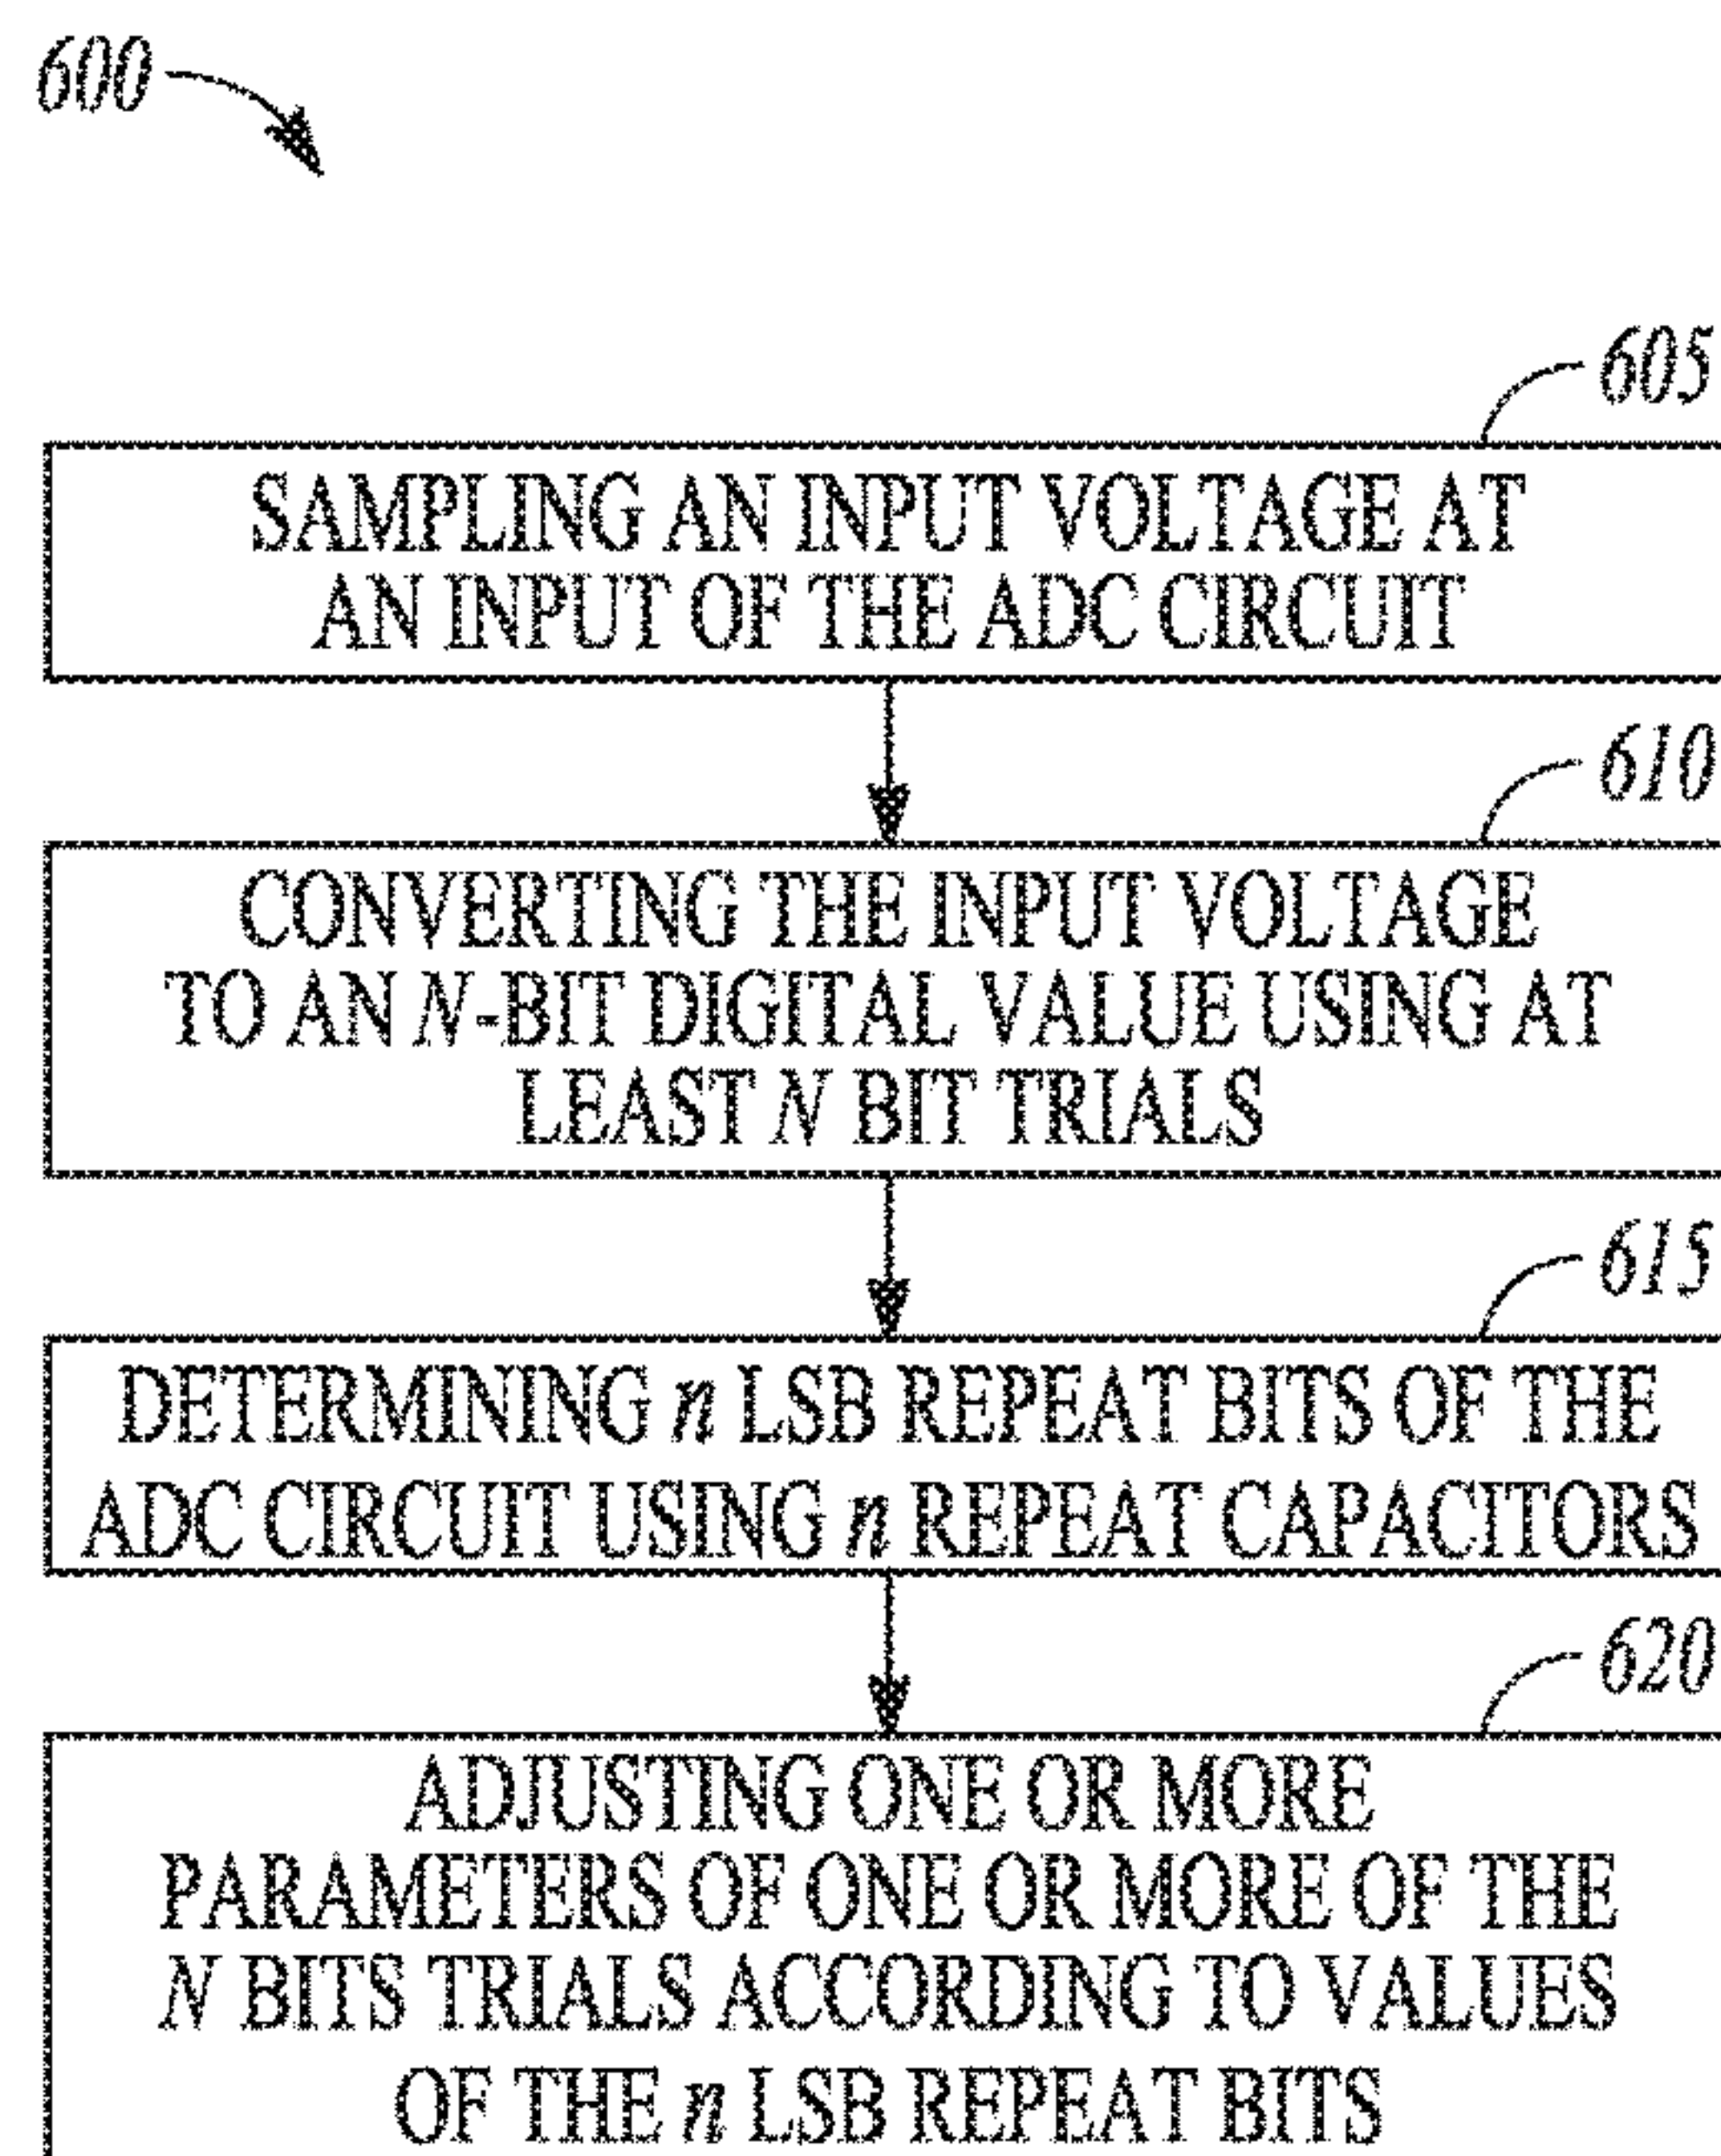 600
605
SAMPLING AN INPUT VOLTAGE AT
AN INPUT OF THE ADC CIRCUIT
610
CONVERTING THE INPUT VOLTAGE
TO AN N-BIT DIGITAL VALUE USING AT
LEAST N BIT TRIALS
615
DETERMINING n LSB REPEAT BITS OF THE
ADC CIRCUIT USING n REPEAT CAPACITORS
620
ADJUSTING ONE OR MORE
PARAMETERS OF ONE OR MORE OF THE
N BITS TRIALS ACCORDING TO VALUES
OF THE n LSB REPEAT BITS